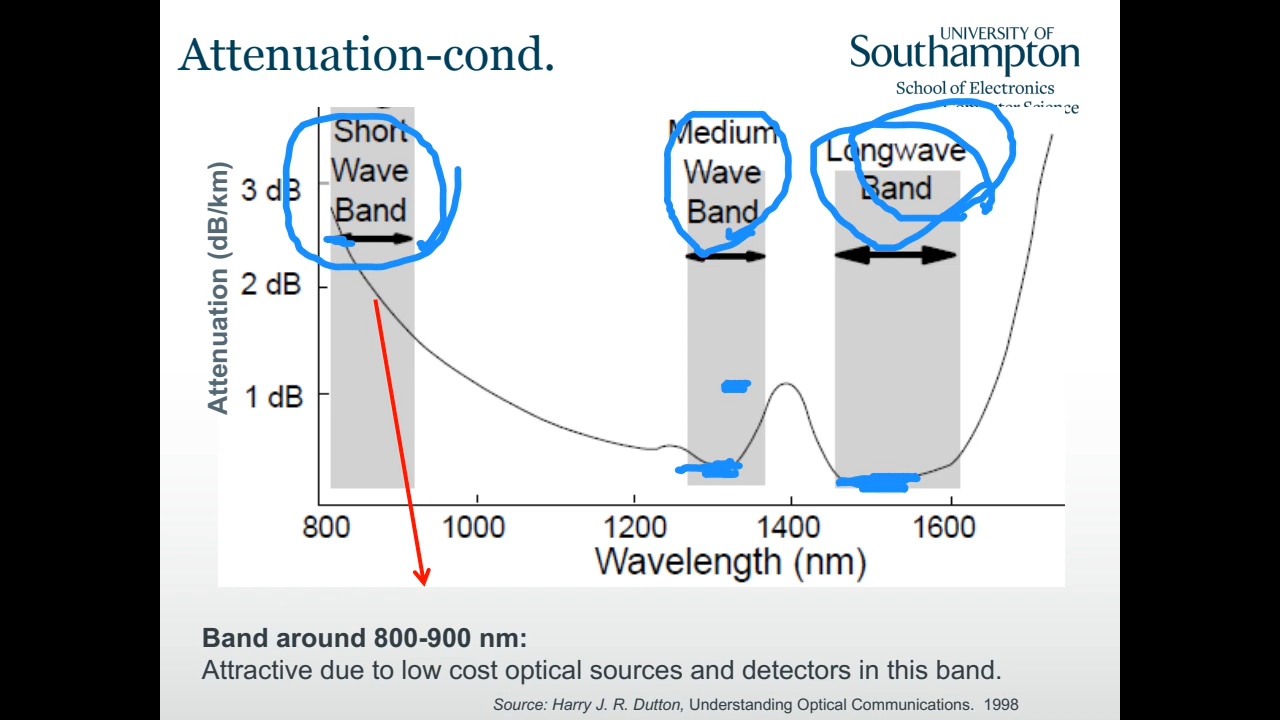 Attenuation-cond.
UNIVERSITY OF
Southampton
School of Electronics
Computer Science
Short
Wave
Band
Medium
Wave
Band
Longwave
Band
Attenuation (dB/km)
3 dB
2 dB
1 dB
800 1000 1200 1400 1600
Wavelength (nm)
Band around 800-900 nm:
Attractive due to low cost optical sources and detectors in this band.
Source: Harry J. R. Dutton, Understanding Optical Communications. 1998